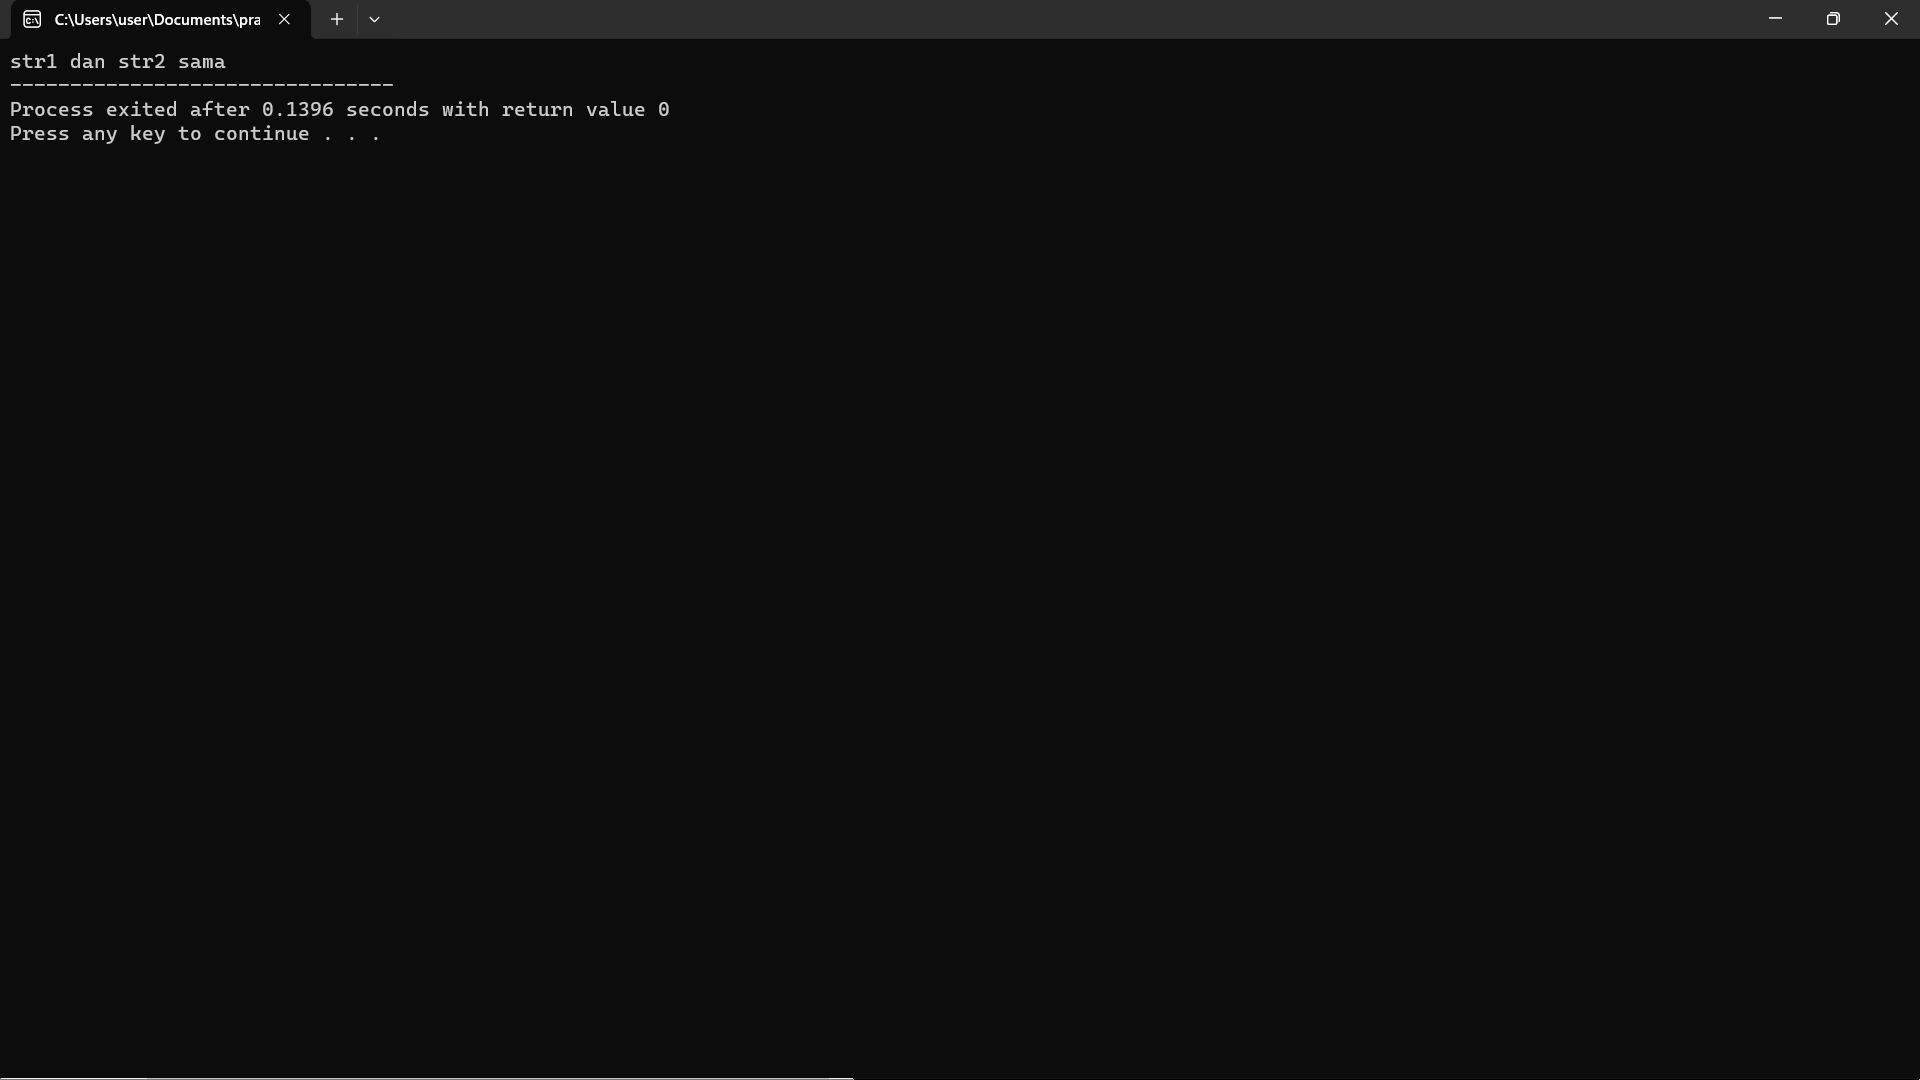 C:\Users\user\Documents\pra
str1 dan str2 sama
--------------------------------
Process exited after 0.1396 seconds with return value 0
Press any key to continue . . .